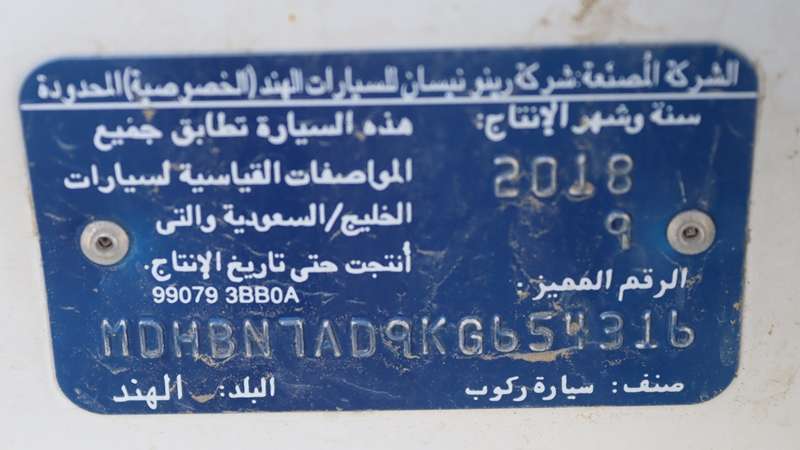 الشركة المصنعة: شركة رينو نيسان للسيارات الهند (الخصوصية) المحدودة
سنة وشهر الإنتاج:
2018
9
هذه السيارة تطابق جميع
المواصفات القياسية لسيارات
الخليج/السعودية والتى
أنتجت حتى تاريخ الإنتاج.
99079 3BB0A
الرقم المميز:
MDHBN7AD9KG654316
صنف: سيارة ركوب
البلد: الهند